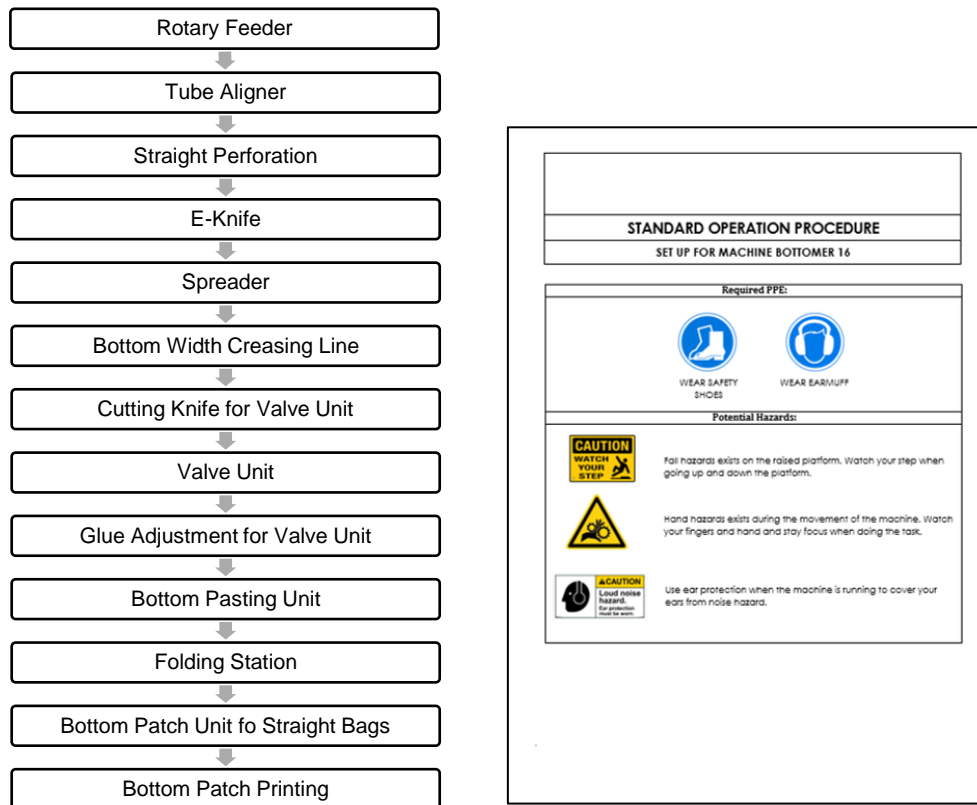 Rotary Feeder
Tube Aligner
Straight Perforation
E-Knife
Spreader
Bottom Width Creasing Line
Cutting Knife for Valve Unit
Valve Unit
Glue Adjustment for Valve Unit
Bottom Pasting Unit
Folding Station
Bottom Patch Unit fo Straight Bags
Bottom Patch Printing
STANDARD OPERATION PROCEDURE
SET UP FOR MACHINE BOTTOMER 16
Required PPE:
WEAR SAFETY
SHOES
WEAR EARMUFF
Potential Hazards:
CAUTION
WATCH
YOUR
STEP
Fall hazards exists on the raised platform. Watch your step when
going up and down the platform.
Hand hazards exists during the movement of the machine. Watch
your fingers and hand and stay focus when doing the task.
CAUTION
Loud noise
hazard.
Ear protection
must be worn.
Use ear protection when the machine is running to cover your
ears from noise hazard.